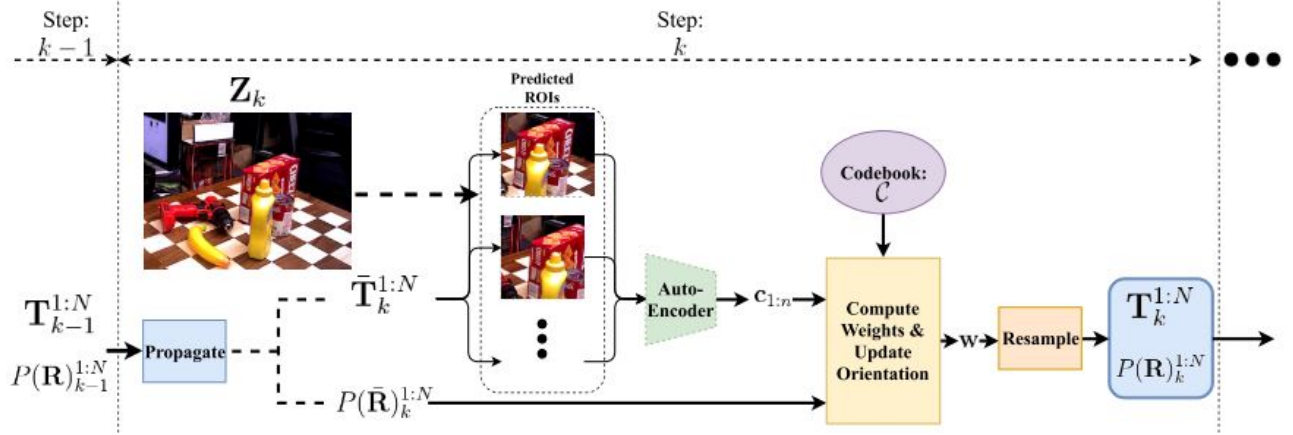 Step:
k − 1
Step:
k
Z_k
Predicted
ROIs
Codebook:
𝒞
T̄_k^{1:N}
Auto-
Encoder
c_{1:n}
Compute
Weights &
Update
Orientation
w
Resample
T_k^{1:N}
P(R)_k^{1:N}
T_{k−1}^{1:N}
Propagate
P(R)_{k−1}^{1:N}
P(R̄)_k^{1:N}